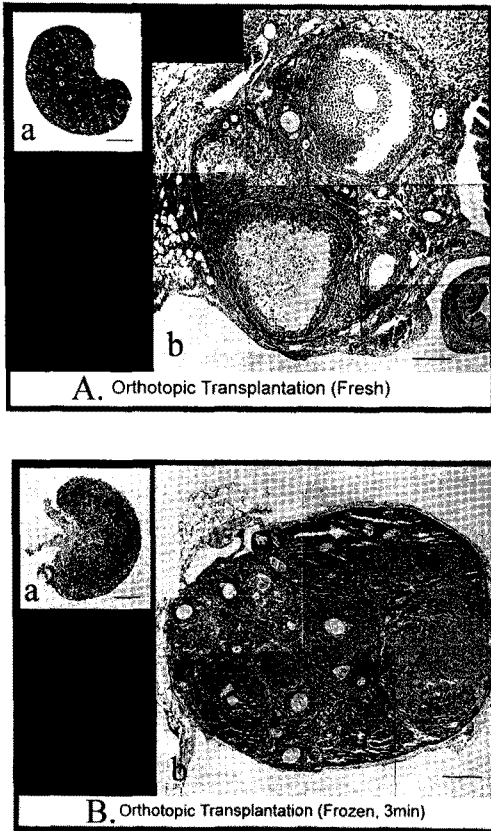 a
b
A. Orthotopic Transplantation (Fresh)
a
b
B. Orthotopic Transplantation (Frozen, 3min)